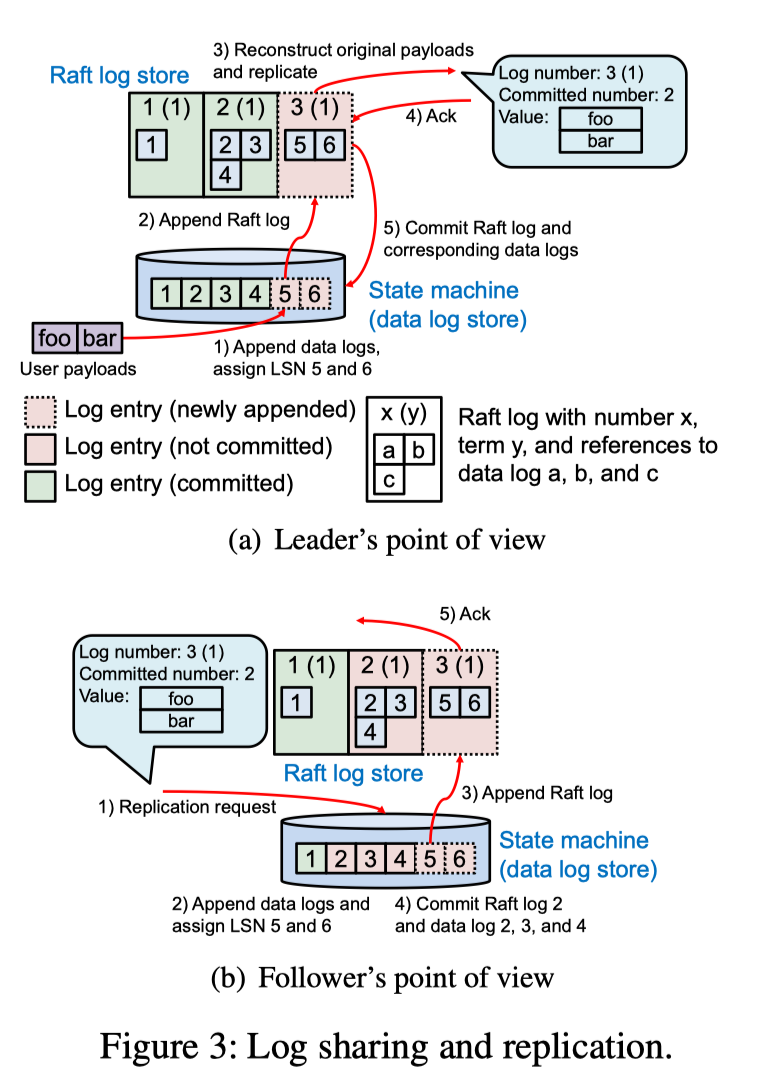 3) Reconstruct original payloads
and replicate
Raft log store
Log number: 3 (1)
Committed number: 2
Value:
foo
bar
1 (1)
2 (1)
3 (1)
4) Ack
1
2 3
5 6
4
2) Append Raft log
5) Commit Raft log and
corresponding data logs
1 2 3 4 5 6
State machine
(data log store)
foo bar
User payloads
1) Append data logs,
assign LSN 5 and 6
Log entry (newly appended)
Log entry (not committed)
Log entry (committed)
x (y)
a b
c
Raft log with number x,
term y, and references to
data log a, b, and c
(a) Leader's point of view
5) Ack
Log number: 3 (1)
Committed number: 2
Value:
foo
bar
1 (1)
2 (1)
3 (1)
1
2 3
5 6
4
Raft log store
1) Replication request
3) Append Raft log
1 2 3 4 5 6
State machine
(data log store)
2) Append data logs and
assign LSN 5 and 6
4) Commit Raft log 2
and data log 2, 3, and 4
(b) Follower's point of view
Figure 3: Log sharing and replication.